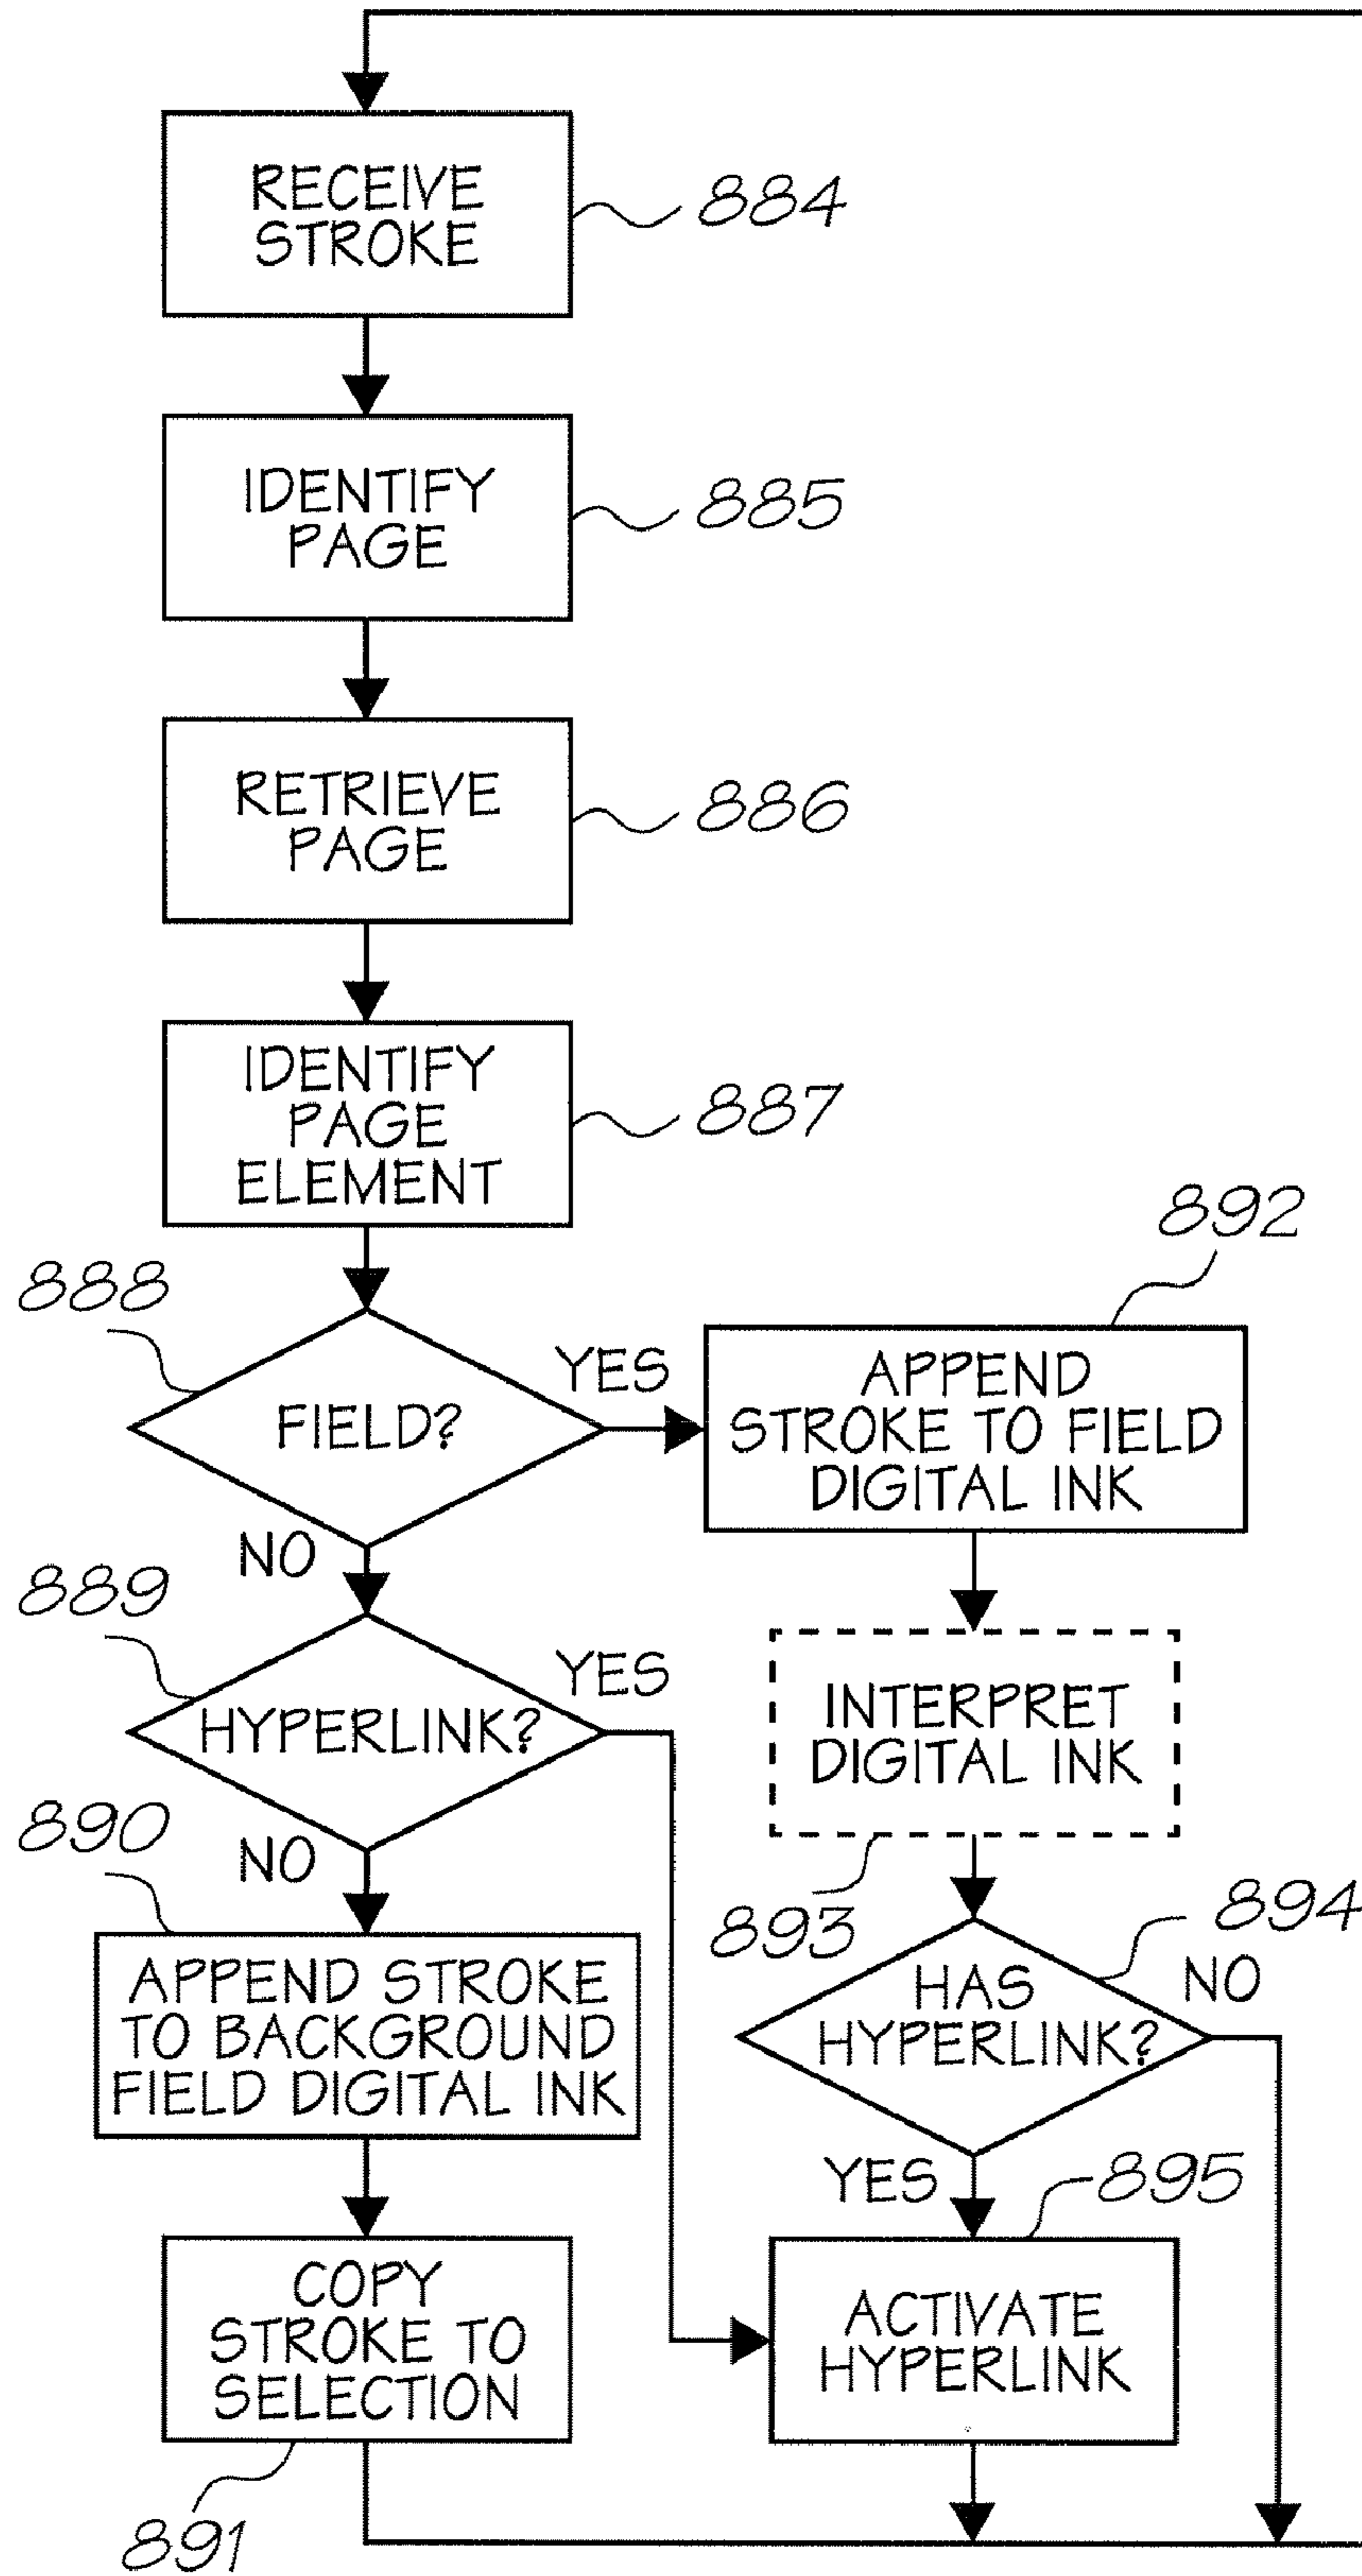 RECEIVE
STROKE
884
IDENTIFY
PAGE
885
RETRIEVE
PAGE
886
IDENTIFY
PAGE
ELEMENT
887
888
FIELD?
YES
NO
892
APPEND
STROKE TO FIELD
DIGITAL INK
889
HYPERLINK?
YES
NO
INTERPRET
DIGITAL INK
893
890
APPEND STROKE
TO BACKGROUND
FIELD DIGITAL INK
894
HAS
HYPERLINK?
NO
YES
895
COPY
STROKE TO
SELECTION
891
ACTIVATE
HYPERLINK